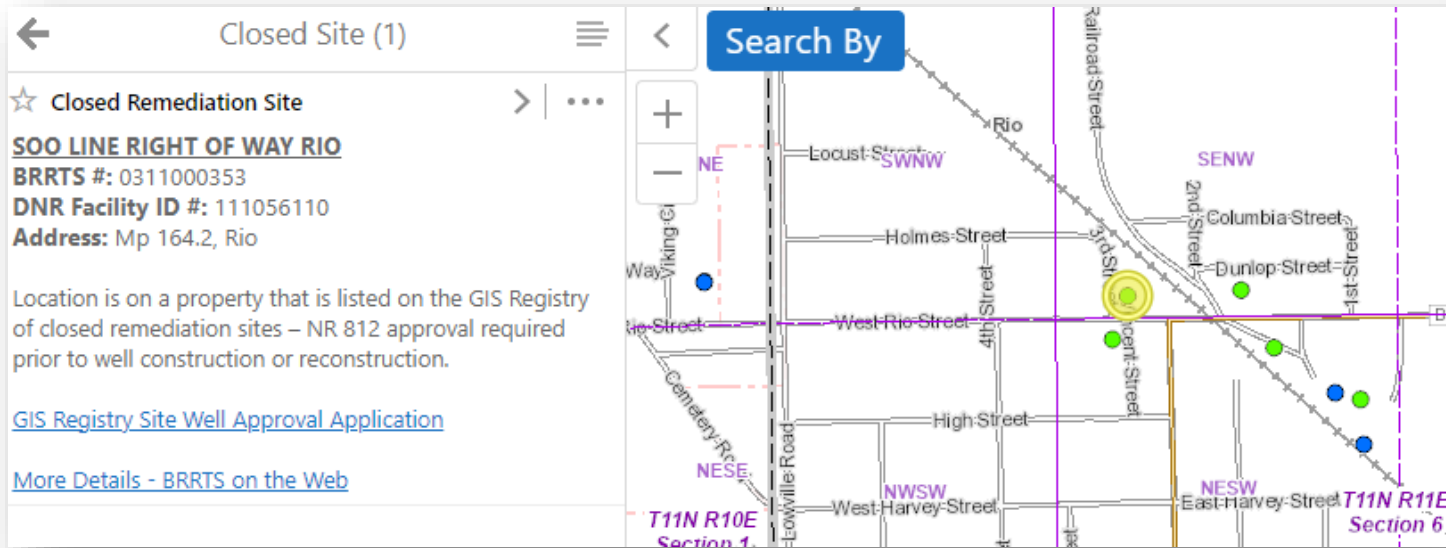 Closed Site (1)
Closed Remediation Site
SOO LINE RIGHT OF WAY RIO
BRRTS #: 0311000353
DNR Facility ID #: 111056110
Address: Mp 164.2, Rio
Location is on a property that is listed on the GIS Registry
of closed remediation sites – NR 812 approval required
prior to well construction or reconstruction.
GIS Registry Site Well Approval Application
More Details - BRRTS on the Web
Search By
Railroad Street
Rio
Locust
NE
SWNW
SENW
2nd Street
Columbia Street
Holmes Street
3rd
Way
Viking
Dunlop Street
1st Street
4th Street
Rio Street
West Rio Street
Cemetery
High Street
Lowville Road
NESE
NWSW
NESW
West Harvey Street
East Harvey Street
Street
T11N R10E
Section 1
T11N R11E
Section 6